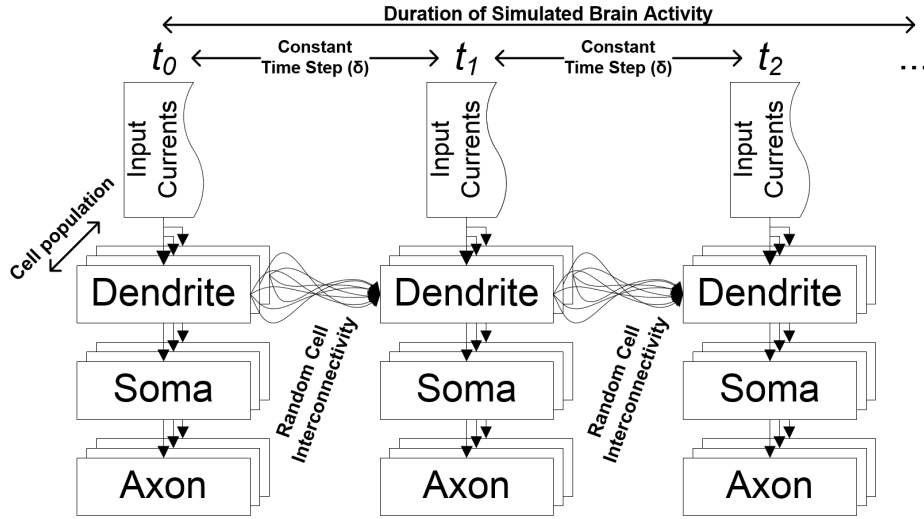 Duration of Simulated Brain Activity
t0
Constant
Time Step (δ)
t1
Constant
Time Step (δ)
t2
...
Input
Currents
Input
Currents
Input
Currents
Cell population
Dendrite
Dendrite
Dendrite
Random Cell
Interconnectivity
Random Cell
Interconnectivity
Soma
Soma
Soma
Axon
Axon
Axon